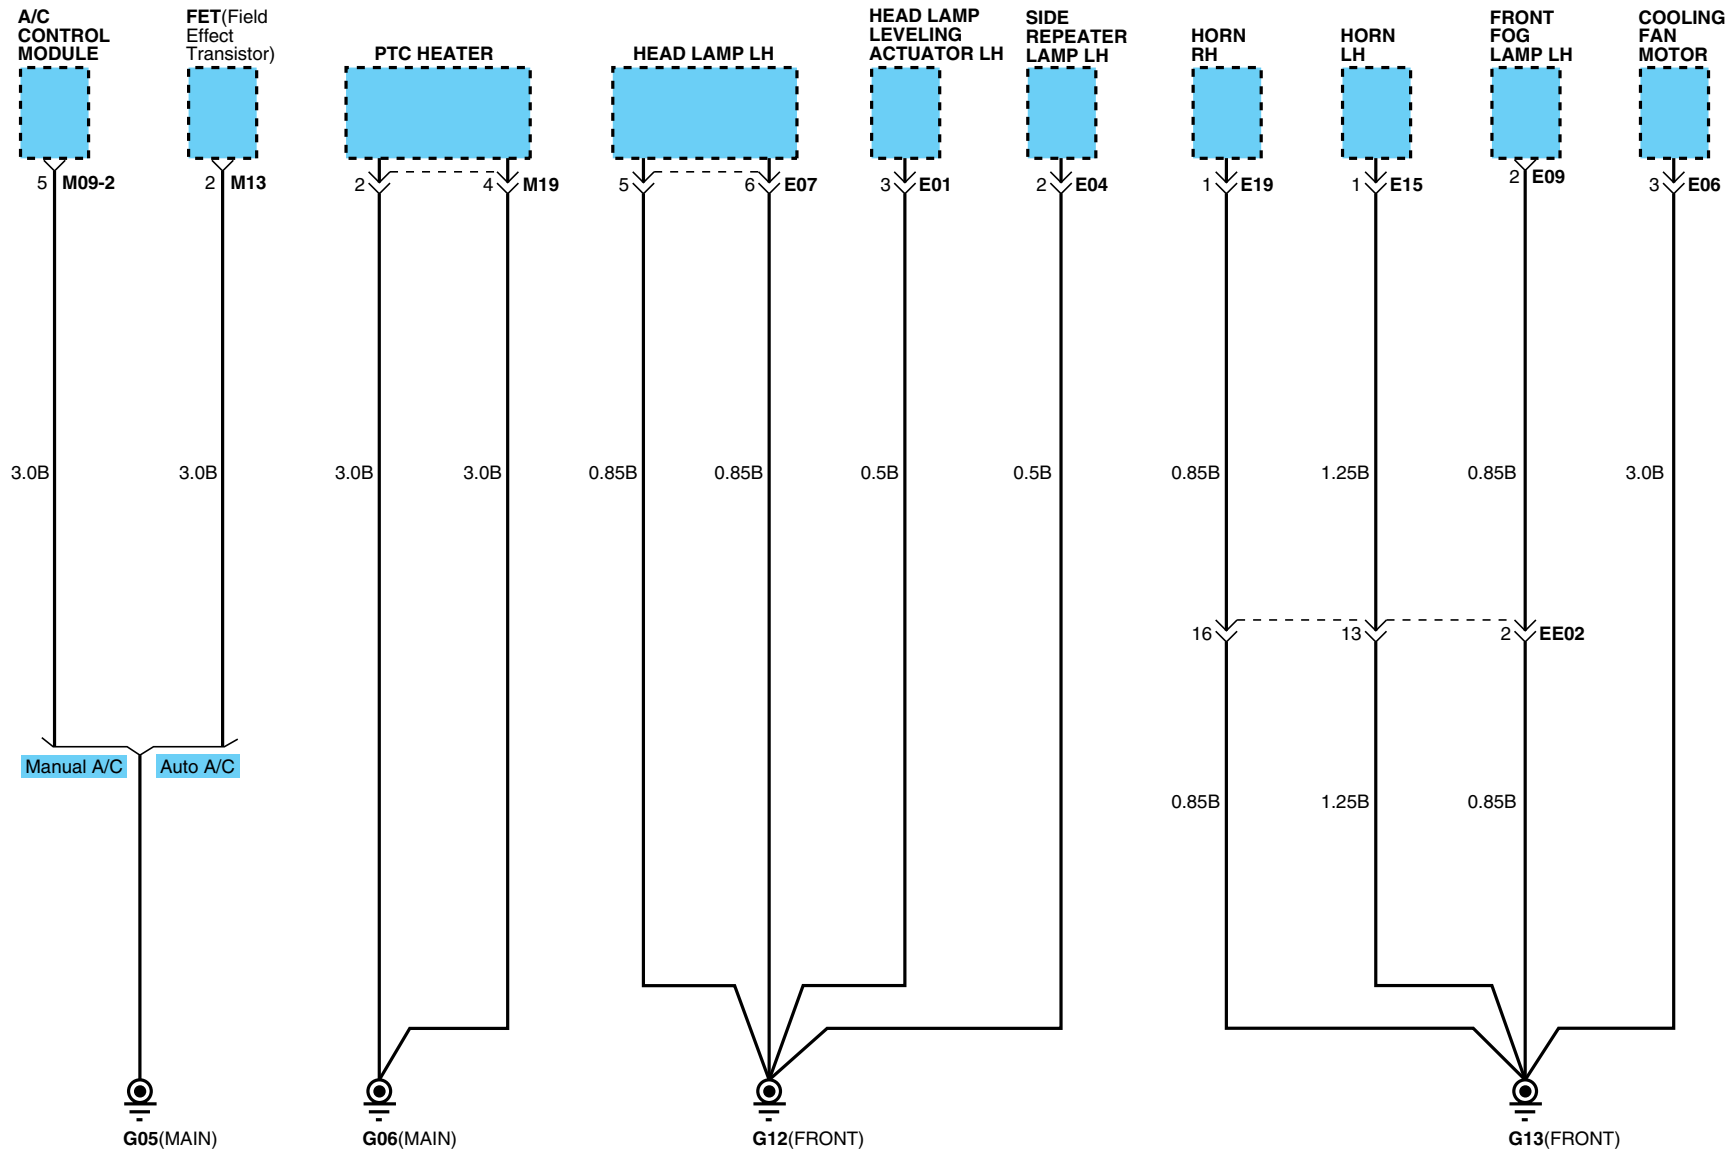 A/C
CONTROL
MODULE
FET(Field
Effect
Transistor)
PTC HEATER
HEAD LAMP LH
HEAD LAMP
LEVELING
ACTUATOR LH
SIDE
REPEATER
LAMP LH
HORN
RH
HORN
LH
FRONT
FOG
LAMP LH
COOLING
FAN
MOTOR
5 M09-2
2 M13
2
4 M19
5
6 E07
3 E01
2 E04
1 E19
1 E15
2 E09
3 E06
3.0B
3.0B
3.0B
3.0B
0.85B
0.85B
0.5B
0.5B
0.85B
1.25B
0.85B
3.0B
16
13
2 EE02
Manual A/C
Auto A/C
0.85B
1.25B
0.85B
G05(MAIN)
G06(MAIN)
G12(FRONT)
G13(FRONT)